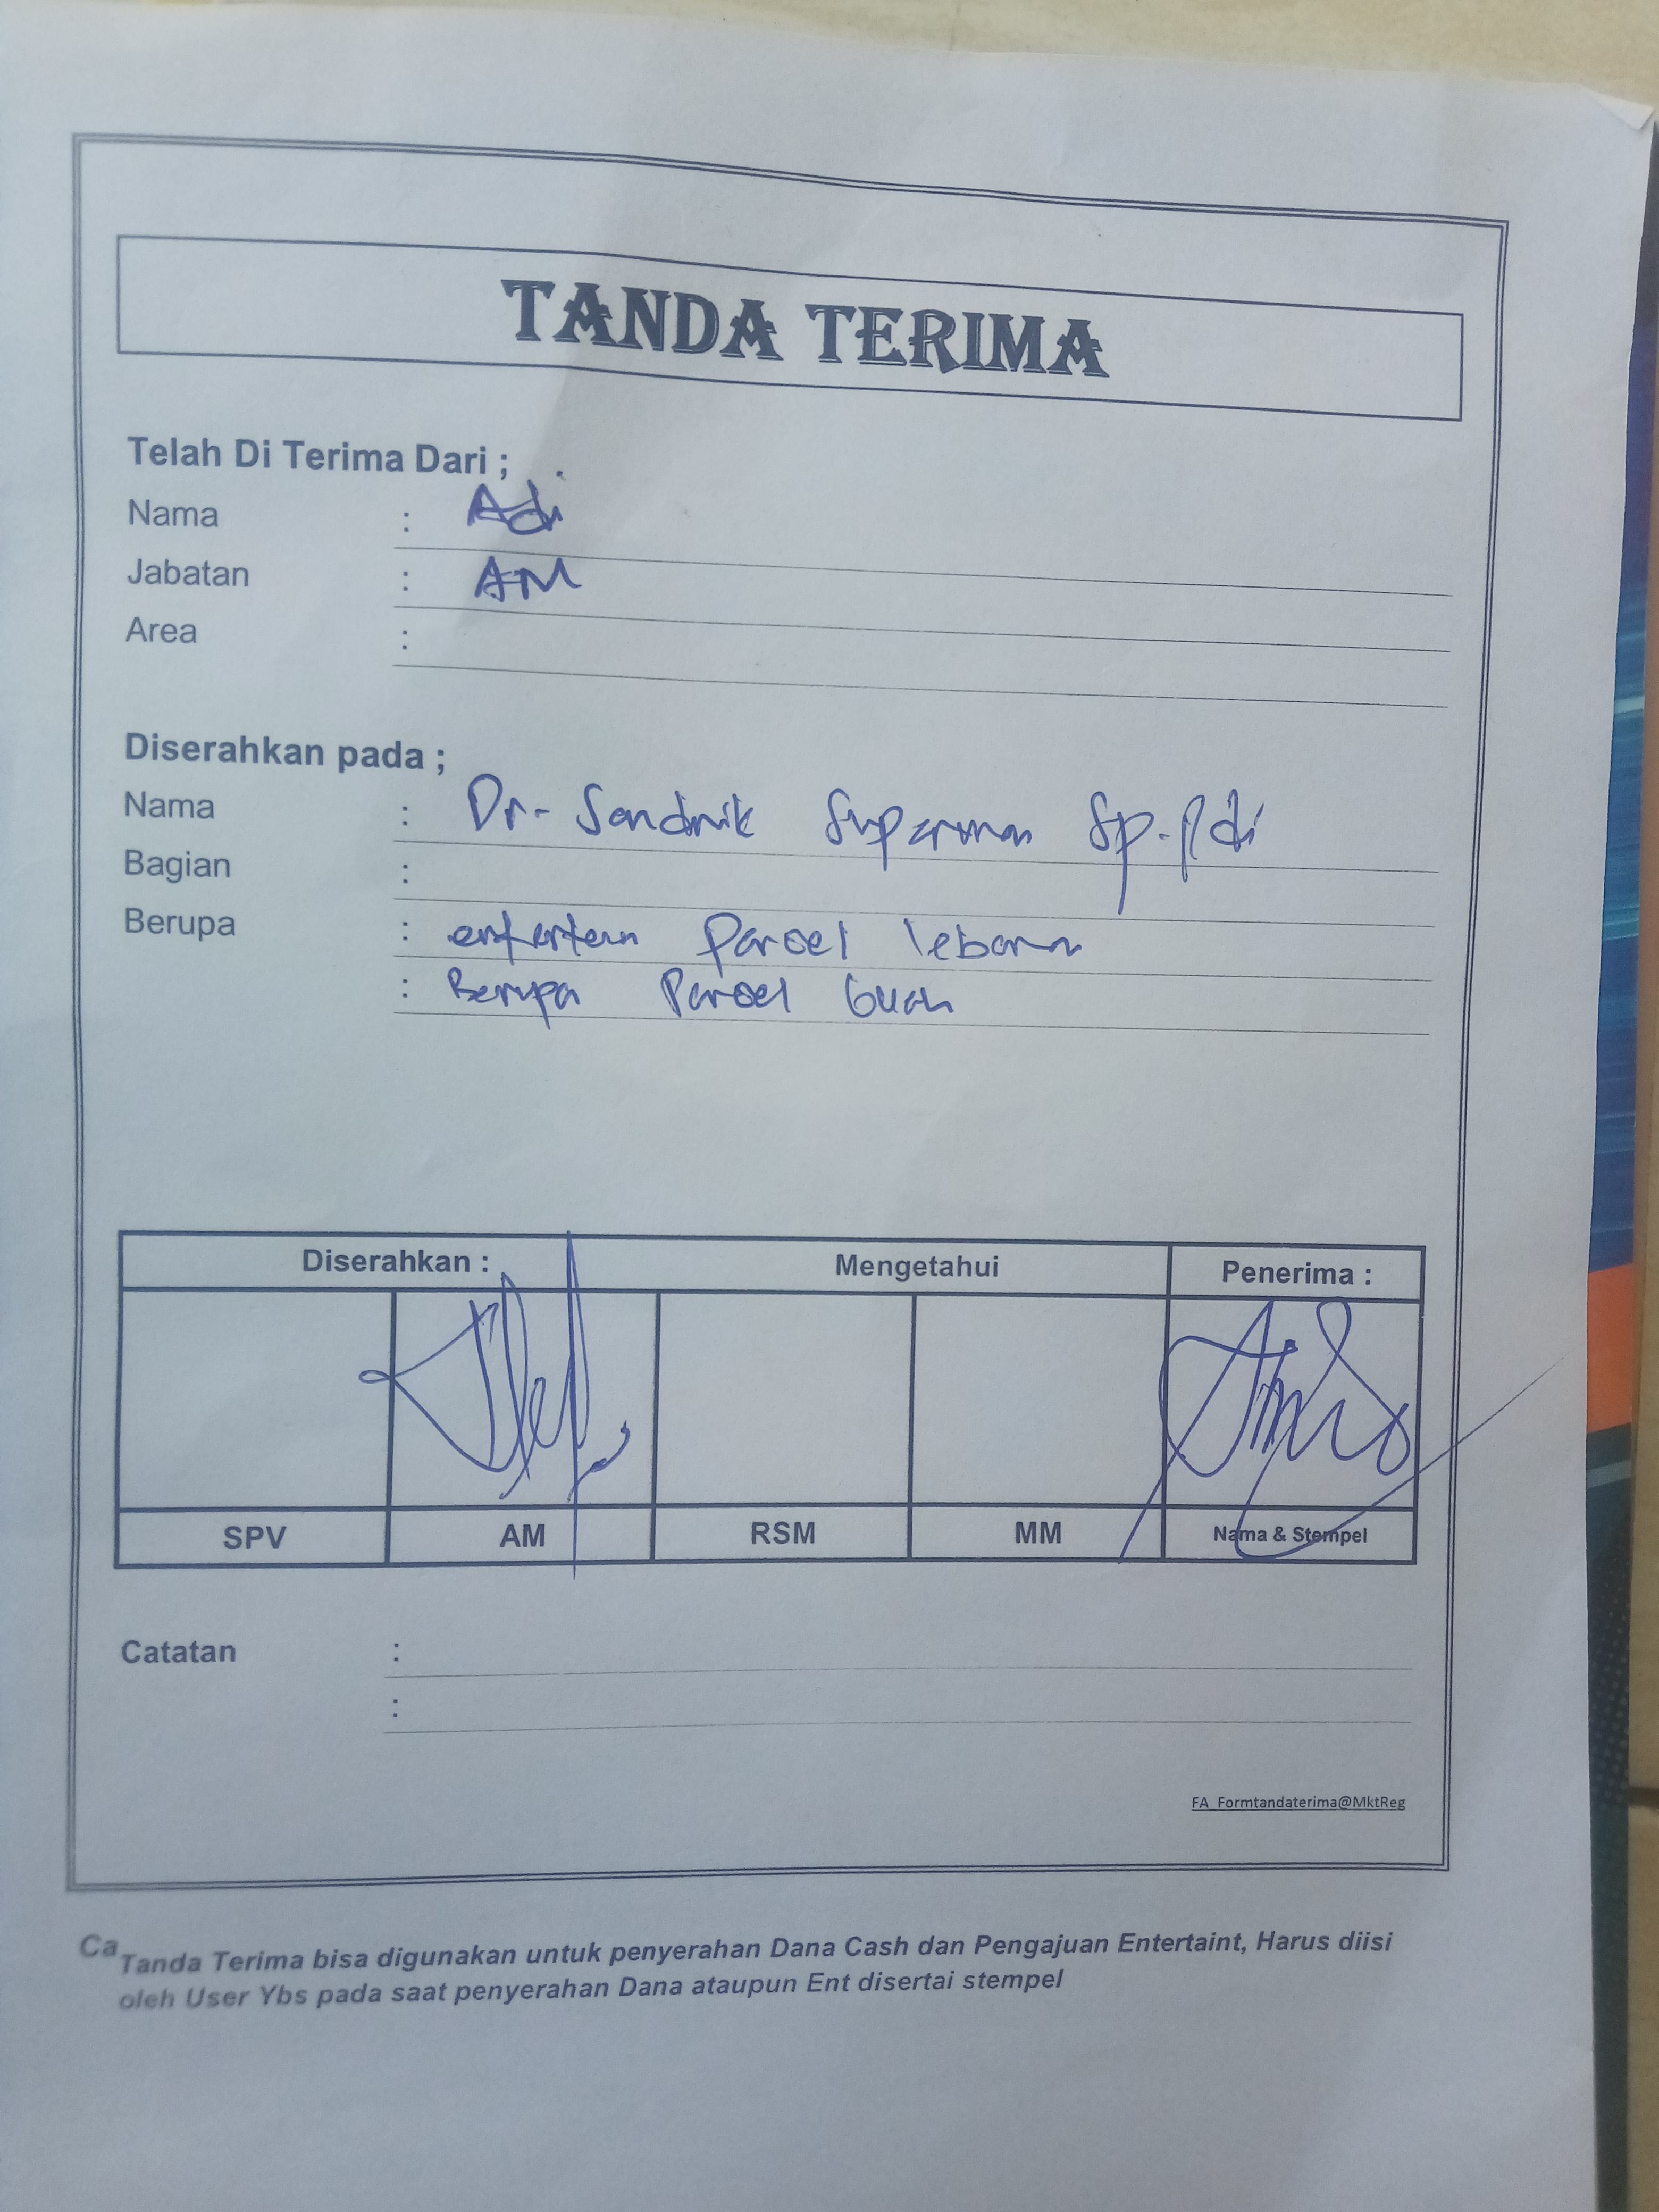 TANDA TERIMA
Telah Di Terima Dari ;
Nama : Adi
Jabatan : AM
Area :
Diserahkan pada ;
Nama : Dr- Sandrik Superman Sp.Pdi
Bagian :
Berupa : entertein Parcel lebaran
: Berupa Parcel buah
Diserahkan : Mengetahui Penerima :
SPV AM RSM MM Nama & Stempel
Catatan :
:
FA_Formtandaterima@MktReg
Ca
Tanda Terima bisa digunakan untuk penyerahan Dana Cash dan Pengajuan Entertaint, Harus diisi
oleh User Ybs pada saat penyerahan Dana ataupun Ent disertai stempel